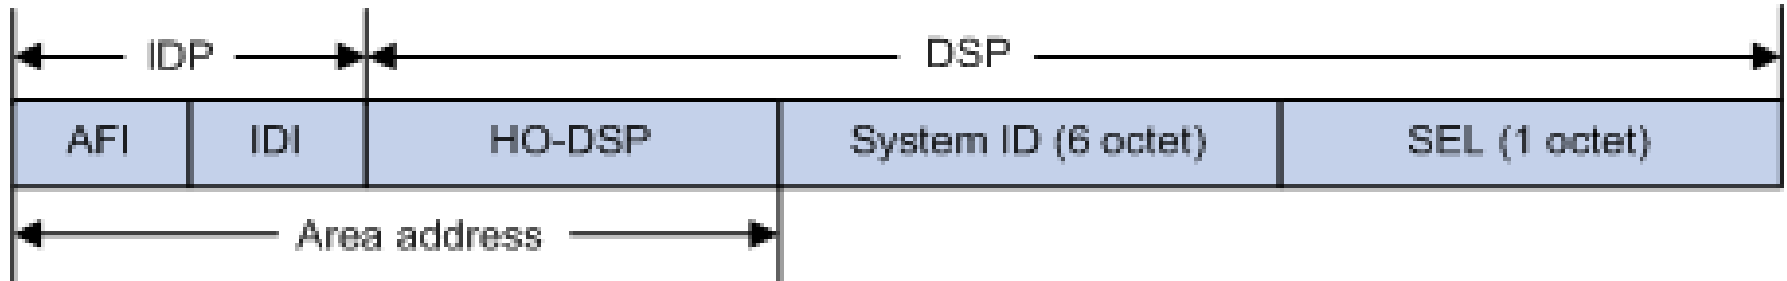 IDP DSP
AFI IDI HO-DSP System ID (6 octet) SEL (1 octet)
Area address